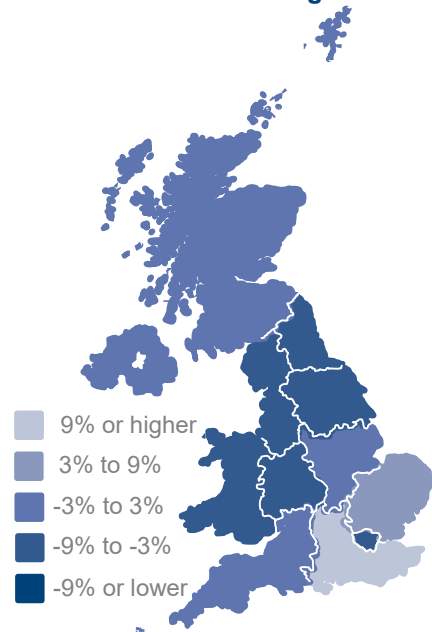 9% or higher
3% to 9%
-3% to 3%
-9% to -3%
-9% or lower